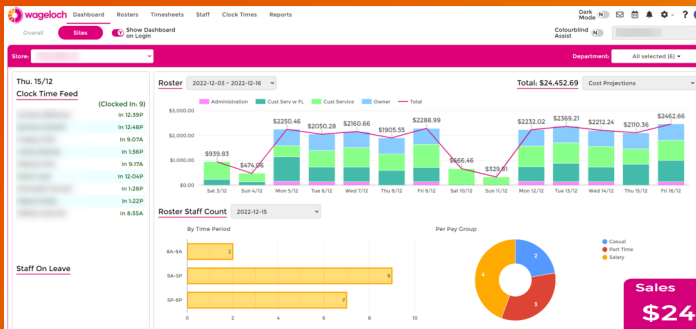 wageloch Dashboard Rosters Timesheets Staff Clock Times Reports Dark Mode N ?
Overall Sites Y Show Dashboard on Login Colourblind Assist N
Store: Department: All selected (6)
Thu. 15/12
Clock Time Feed
(Clocked In: 9)
In 12:39P
In 12:48P
In 9:07A
In 1:56P
In 9:17A
In 12:04P
In 1:28P
In 1:22P
In 8:55A
Staff On Leave
Roster 2022-12-03 - 2022-12-16 Total: $24,452.69 Cost Projections
Administration Cust Serv w FL Cust Service Owner Total
$3,000.00
$2,000.00
$1,000.00
$0.00
$939.83 $474.06 $2250.46 $2050.28 $2160.66 $1905.55 $2288.99 $666.46 $329.91 $2232.02 $2369.21 $2212.24 $2110.36 $2462.66
Sat 3/12 Sun 4/12 Mon 5/12 Tue 6/12 Wed 7/12 Thu 8/12 Fri 9/12 Sat 10/12 Sun 11/12 Mon 12/12 Tue 13/12 Wed 14/12 Thu 15/12 Fri 16/12
Roster Staff Count 2022-12-15
By Time Period
8A-9A 2
9A-5P 9
5P-6P 7
0 2 4 6 8 10
Per Pay Group
2
3
4
Casual
Part Time
Salary
Sales
$24